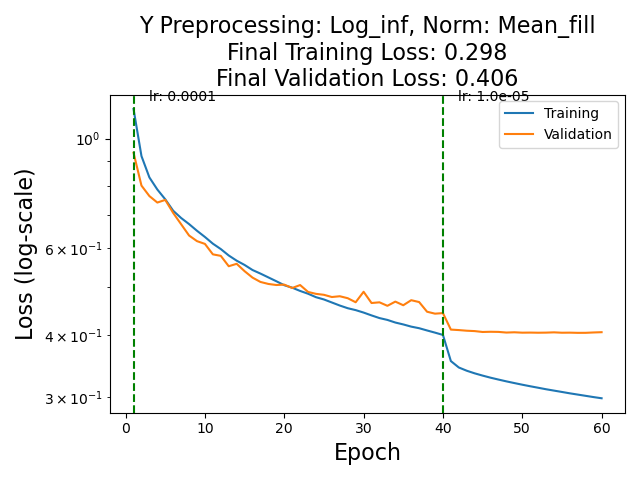 Y Preprocessing: Log_inf, Norm: Mean_fill
Final Training Loss: 0.298
Final Validation Loss: 0.406
lr: 0.0001
lr: 1.0e-05
Training
Validation
10⁰
6 × 10⁻¹
4 × 10⁻¹
3 × 10⁻¹
Loss (log-scale)
0 10 20 30 40 50 60
Epoch